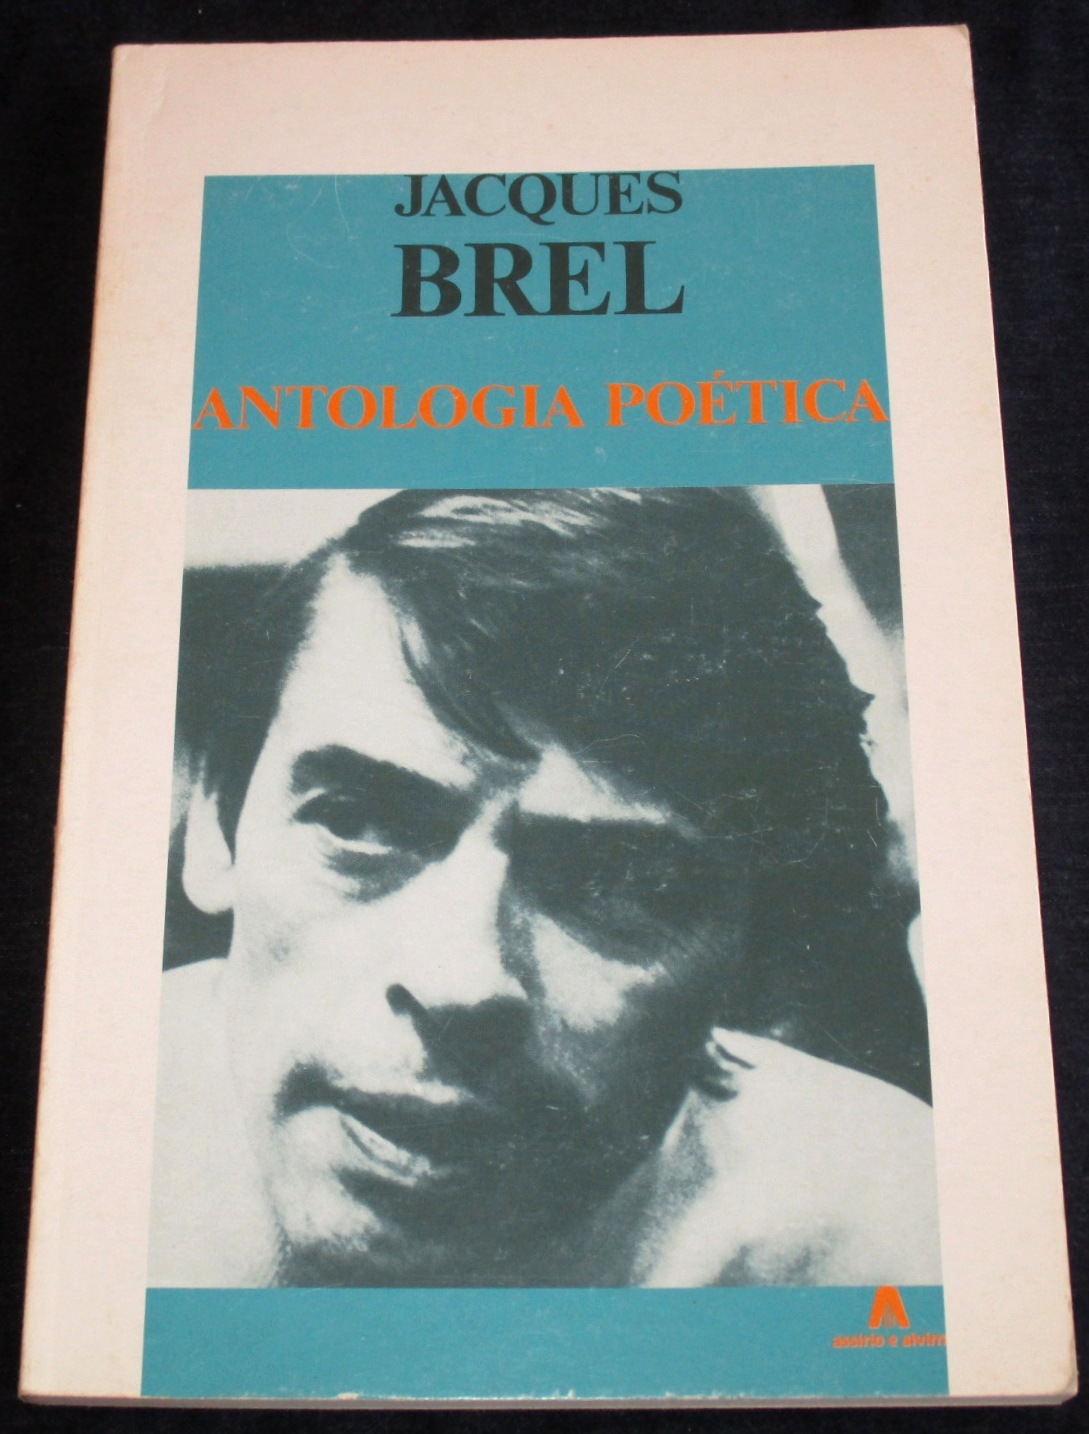 JACQUES
BREL
ANTOLOGIA POÉTICA
assírio e alvim